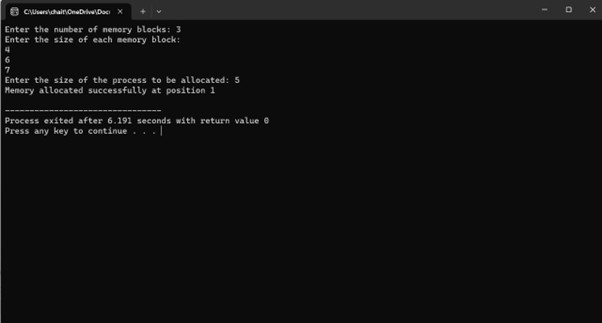 C:\Users\chait\OneDrive\Docu
Enter the number of memory blocks: 3
Enter the size of each memory block:
4
6
7
Enter the size of the process to be allocated: 5
Memory allocated successfully at position 1
--------------------------------
Process exited after 6.191 seconds with return value 0
Press any key to continue . . .